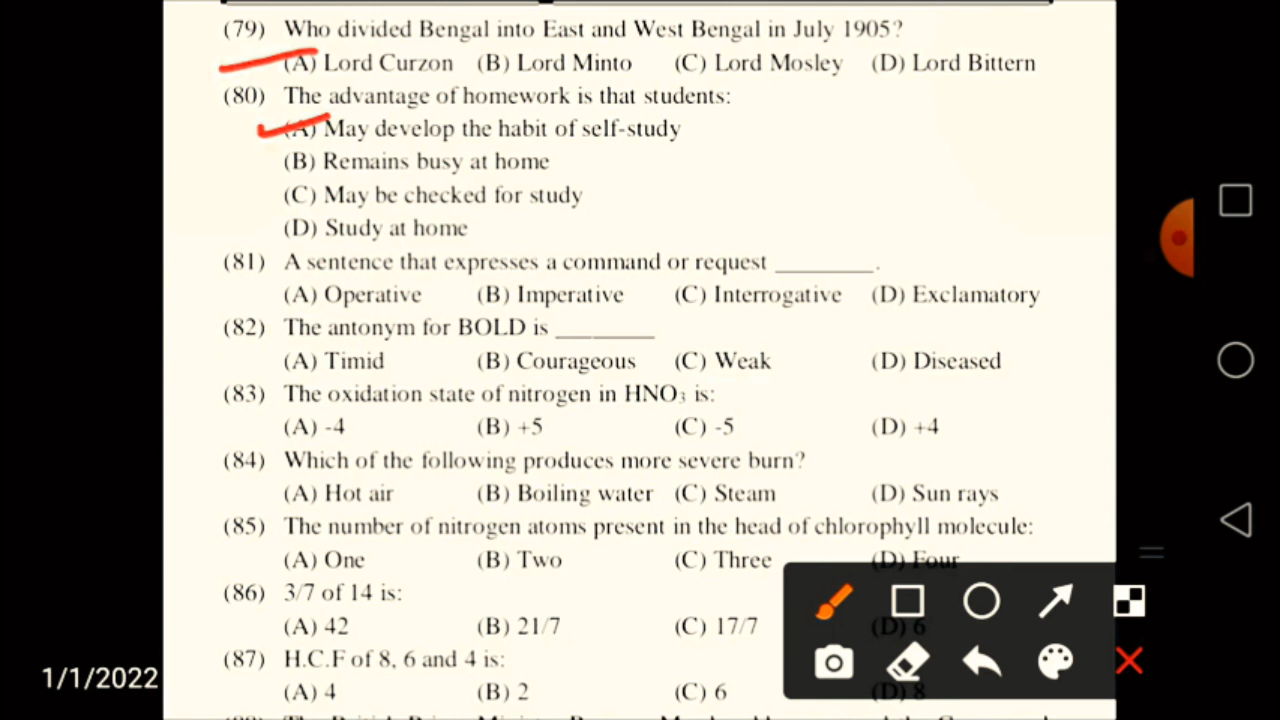 (79) Who divided Bengal into East and West Bengal in July 1905?
(A) Lord Curzon (B) Lord Minto (C) Lord Mosley (D) Lord Bittern
(80) The advantage of homework is that students:
(A) May develop the habit of self-study
(B) Remains busy at home
(C) May be checked for study
(D) Study at home
(81) A sentence that expresses a command or request ________.
(A) Operative (B) Imperative (C) Interrogative (D) Exclamatory
(82) The antonym for BOLD is ________
(A) Timid (B) Courageous (C) Weak (D) Diseased
(83) The oxidation state of nitrogen in HNO₃ is:
(A) -4 (B) +5 (C) -5 (D) +4
(84) Which of the following produces more severe burn?
(A) Hot air (B) Boiling water (C) Steam (D) Sun rays
(85) The number of nitrogen atoms present in the head of chlorophyll molecule:
(A) One (B) Two (C) Three (D) Four
(86) 3/7 of 14 is:
(A) 42 (B) 21/7 (C) 17/7 (D) 6
(87) H.C.F of 8, 6 and 4 is:
(A) 4 (B) 2 (C) 6 (D) 8
1/1/2022